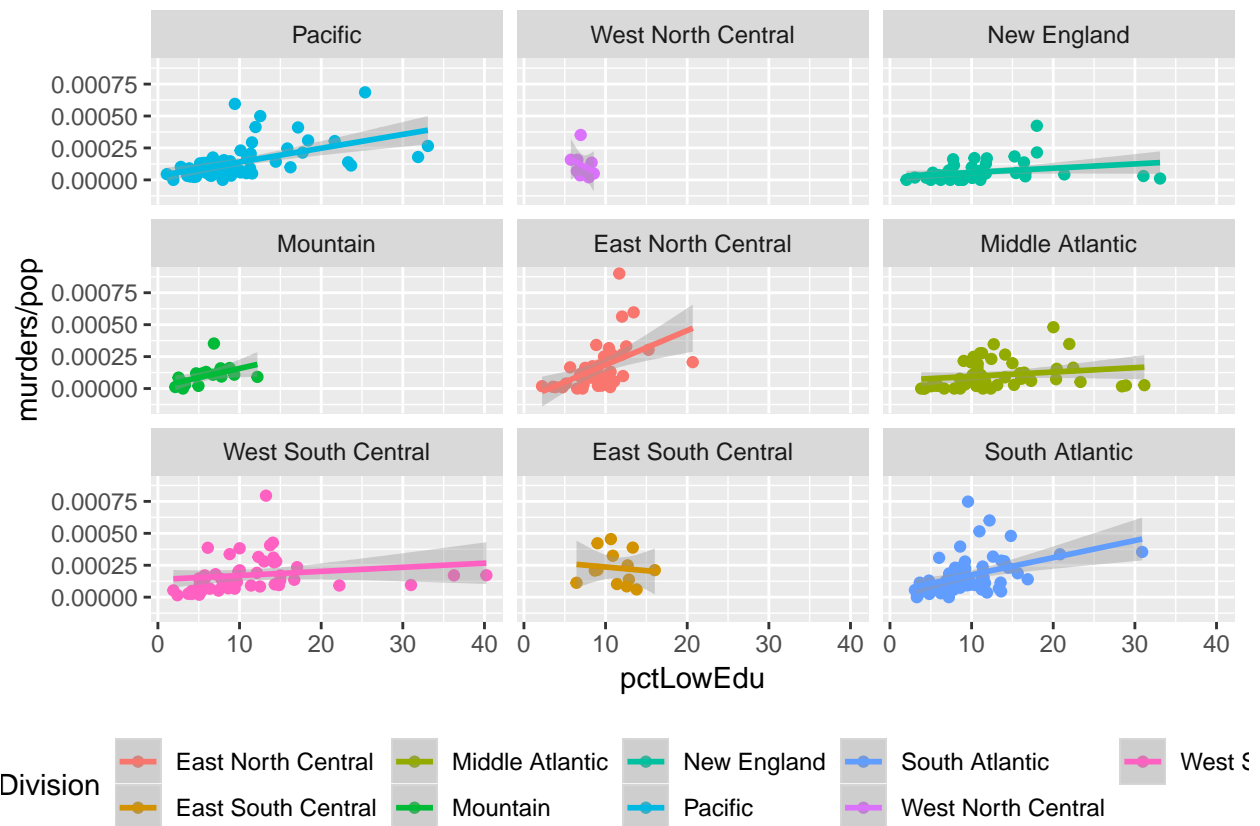 Pacific West North Central New England
0.00075
0.00050
0.00025
0.00000
Mountain East North Central Middle Atlantic
0.00075
0.00050
0.00025
0.00000
murders/pop
West South Central East South Central South Atlantic
0.00075
0.00050
0.00025
0.00000
0 10 20 30 40 0 10 20 30 40 0 10 20 30 40
pctLowEdu
Division
East North Central Middle Atlantic New England South Atlantic West S
East South Central Mountain Pacific West North Central